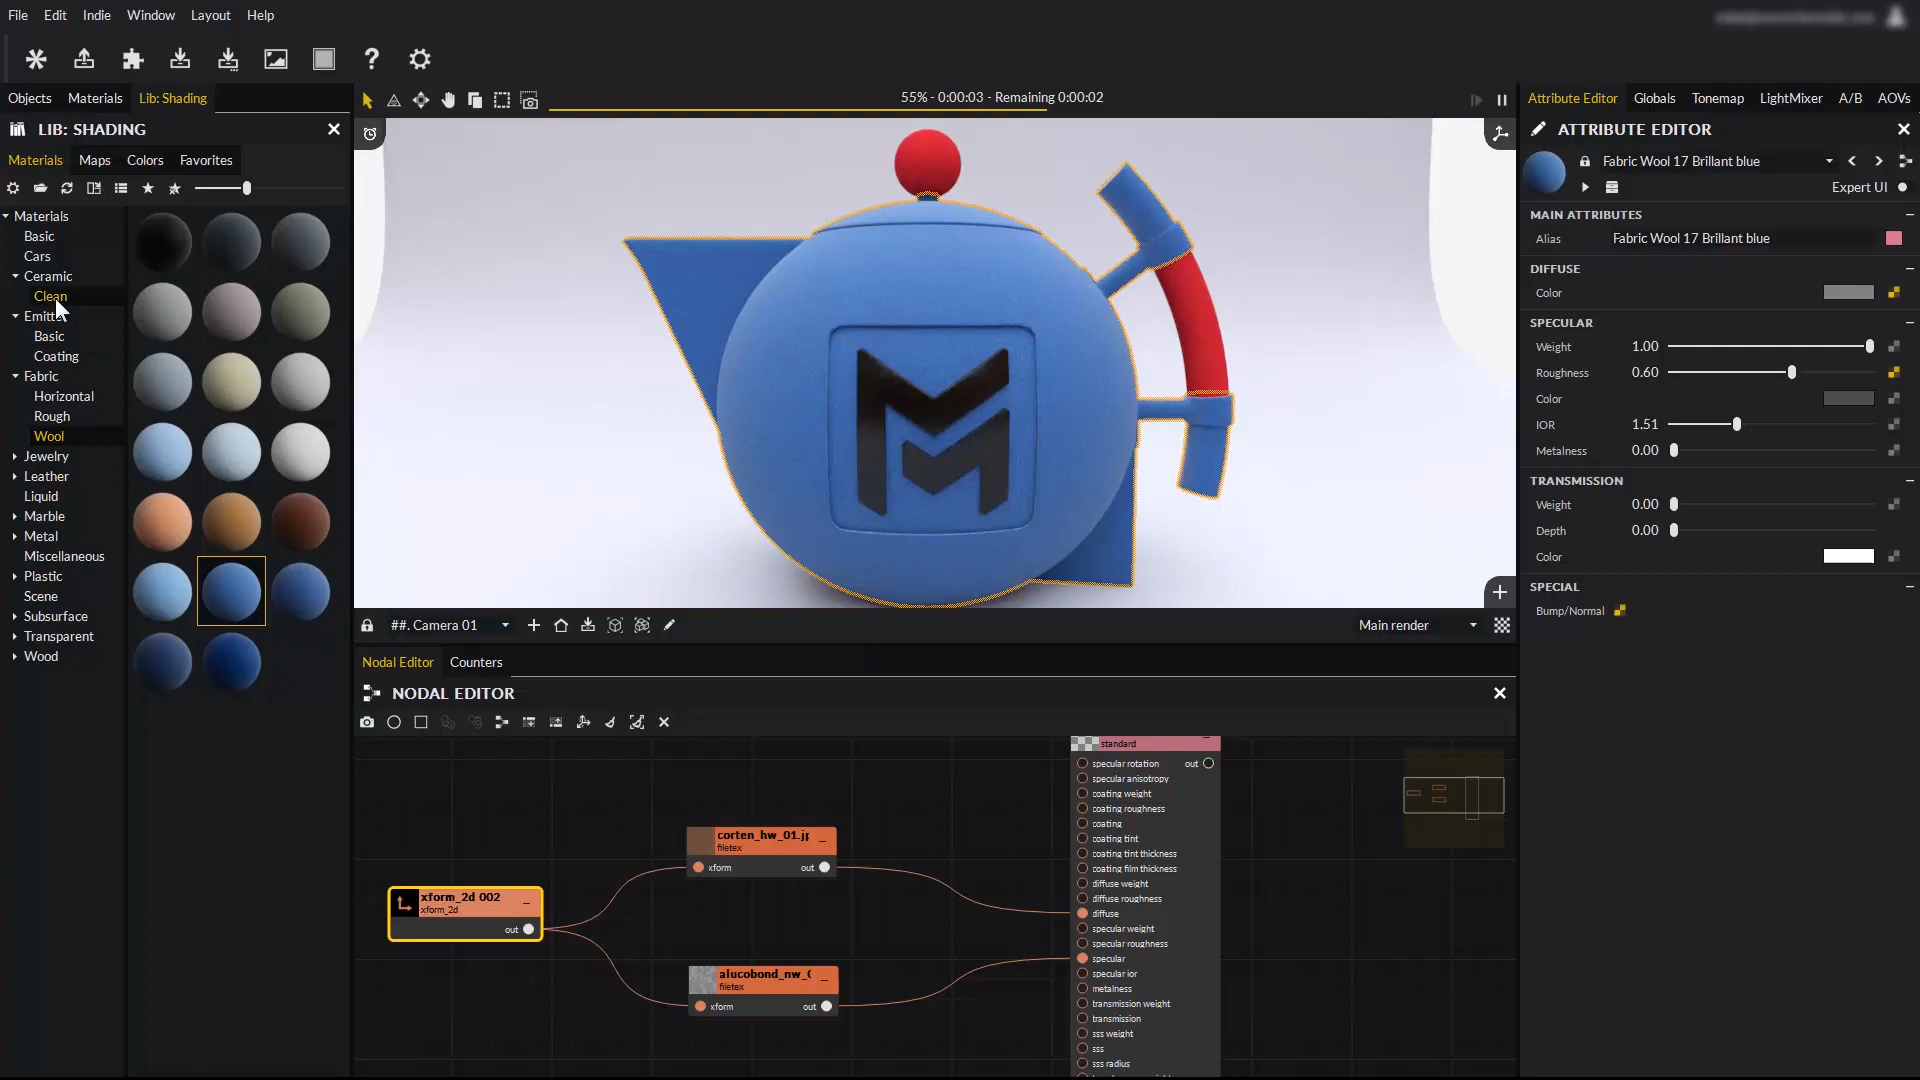 File Edit Indie Window Layout Help
Objects Materials Lib: Shading
55% - 0:00:03 - Remaining 0:00:02
Attribute Editor Globals Tonemap LightMixer A/B AOVs
LIB: SHADING
Materials Maps Colors Favorites
Materials
Basic
Cars
Ceramic
Clean
Emitt
Basic
Coating
Fabric
Horizontal
Rough
Wool
Jewelry
Leather
Liquid
Marble
Metal
Miscellaneous
Plastic
Scene
Subsurface
Transparent
Wood
M
##. Camera 01
Main render
Nodal Editor Counters
NODAL EDITOR
xform_2d 002
xform_2d
out
corten_hw_01.jp
filetex
xform out
alucobond_nw_0
filetex
xform out
standard
specular rotation out
specular anisotropy
coating weight
coating roughness
coating
coating tint
coating tint thickness
coating film thickness
diffuse weight
diffuse roughness
diffuse
specular weight
specular roughness
specular
specular ior
metalness
transmission weight
transmission
sss weight
sss
sss radius
ATTRIBUTE EDITOR
Fabric Wool 17 Brillant blue
Expert UI
MAIN ATTRIBUTES
Alias Fabric Wool 17 Brillant blue
DIFFUSE
Color
SPECULAR
Weight 1.00
Roughness 0.60
Color
IOR 1.51
Metalness 0.00
TRANSMISSION
Weight 0.00
Depth 0.00
Color
SPECIAL
Bump/Normal